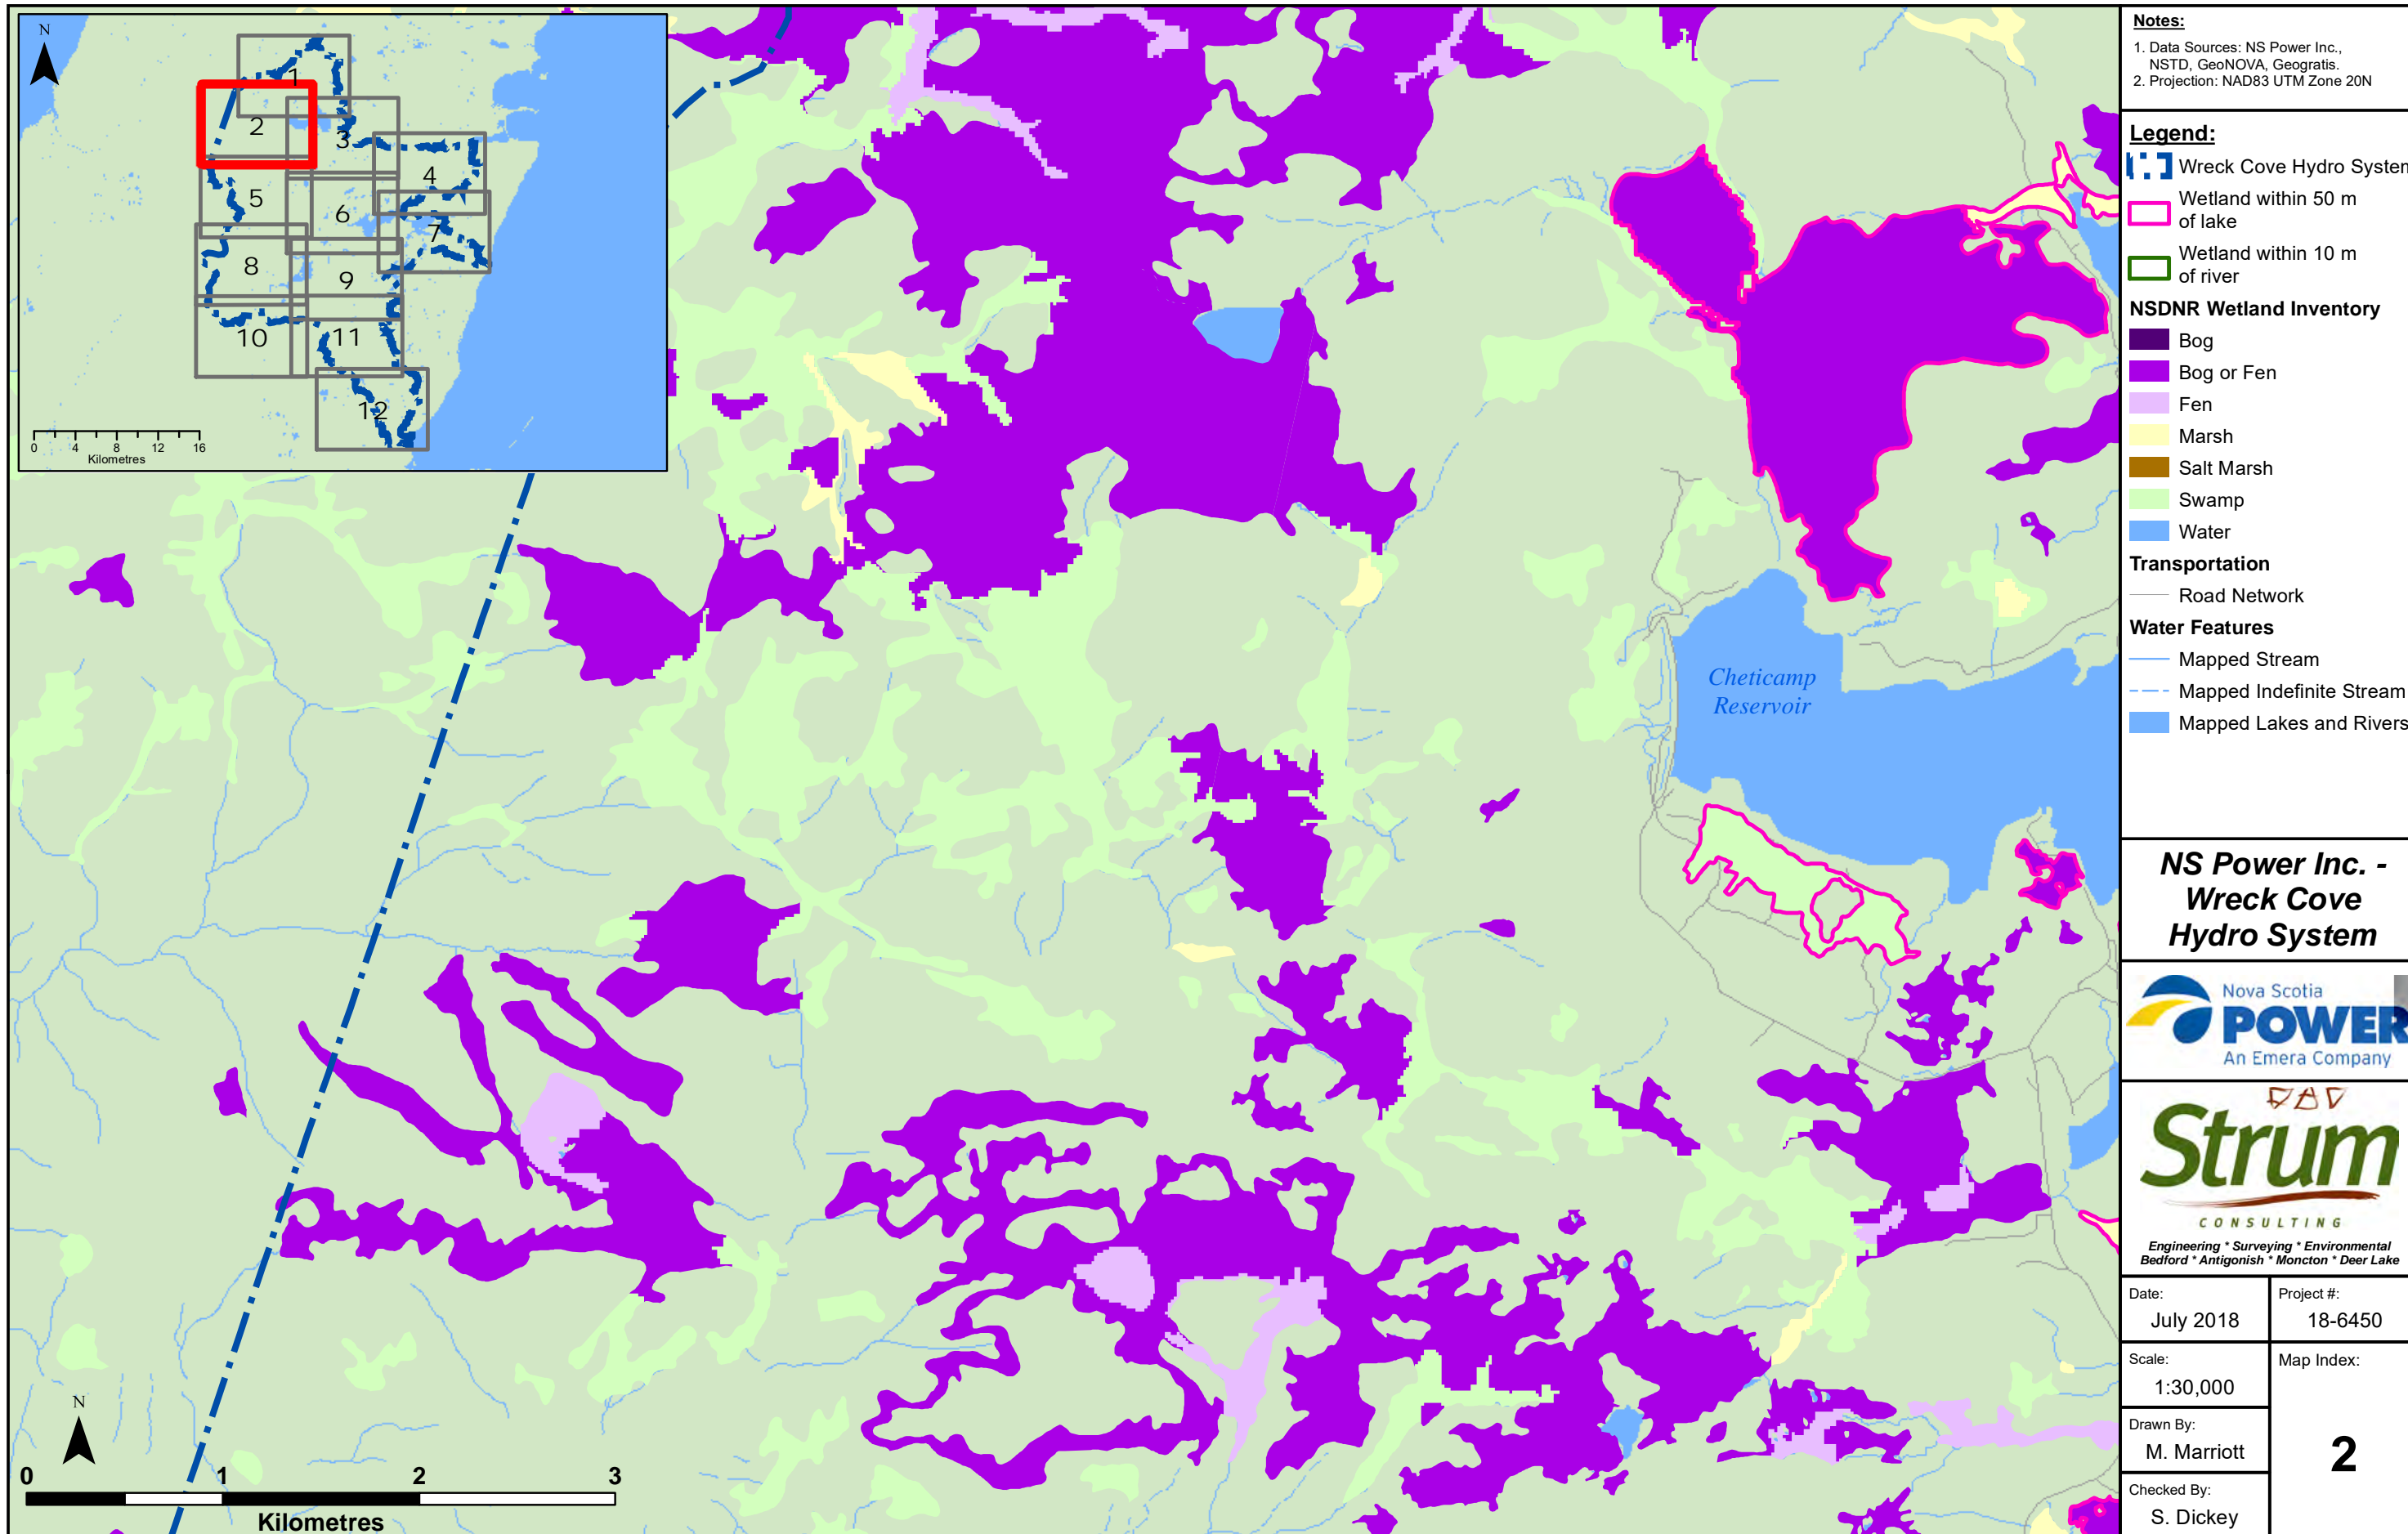 N
1
2
3
4
5
6
7
8
9
10
11
12
0 4 8 12 16
Kilometres
Cheticamp
Reservoir
N
0 1 2 3
Kilometres
Notes:
1. Data Sources: NS Power Inc.,
NSTD, GeoNOVA, Geogratis.
2. Projection: NAD83 UTM Zone 20N
Legend:
Wreck Cove Hydro System
Wetland within 50 m
of lake
Wetland within 10 m
of river
NSDNR Wetland Inventory
Bog
Bog or Fen
Fen
Marsh
Salt Marsh
Swamp
Water
Transportation
Road Network
Water Features
Mapped Stream
Mapped Indefinite Stream
Mapped Lakes and Rivers
NS Power Inc. -
Wreck Cove
Hydro System
Nova Scotia
POWER
An Emera Company
Strum
CONSULTING
Engineering * Surveying * Environmental
Bedford * Antigonish * Moncton * Deer Lake
Date:
July 2018
Project #:
18-6450
Scale:
1:30,000
Map Index:
2
Drawn By:
M. Marriott
Checked By:
S. Dickey